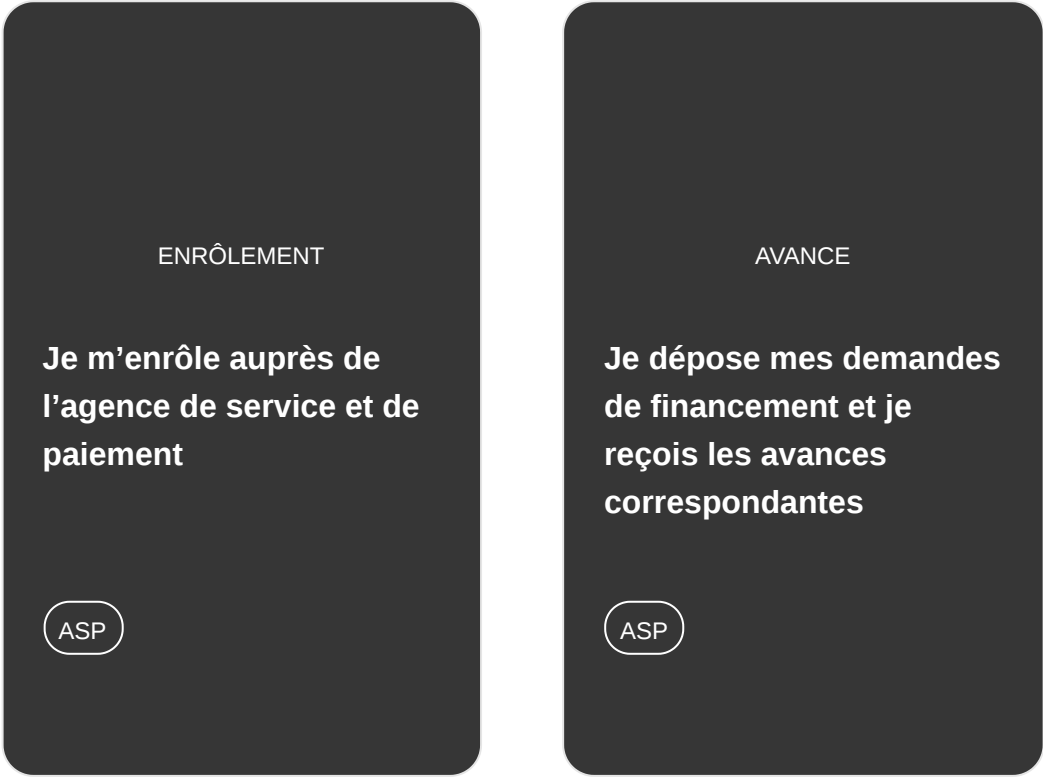 ENRÔLEMENT
Je m’enrôle auprès de
l’agence de service et de
paiement
ASP
AVANCE
Je dépose mes demandes
de financement et je
reçois les avances
correspondantes
ASP